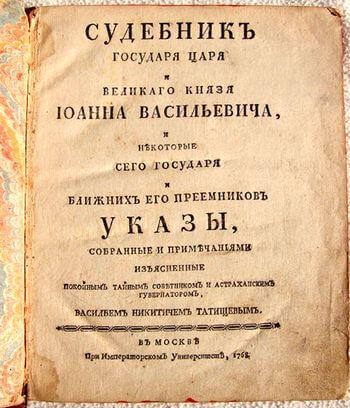 СУДЕБНИКЪ
ГОСУДАРЯ ЦАРЯ
И
ВЕЛИКАГО КНЯЗЯ
ІОАННА ВАСИЛЬЕВИЧА,
И
НѢКОТОРЫЕ
СЕГО ГОСУДАРЯ
И
БЛИЖНИХЪ ЕГО ПРЕЕМНИКОВЪ
УКАЗЫ,
СОБРАННЫЕ И ПРИМѢЧАНІЯМИ
ИЗЪЯСНЕННЫЕ
ПОКОЙНЫМЪ ТАЙНЫМЪ СОВѢТНИКОМЪ И АСТРАХАНСКИМЪ
ГУБЕРНАТОРОМЪ,
ВАСИЛЬЕМЪ НИКИТИЧЕМЪ ТАТИЩЕВЫМЪ.
ВЪ МОСКВѢ
При Императорскомъ Университетѣ, 1768.